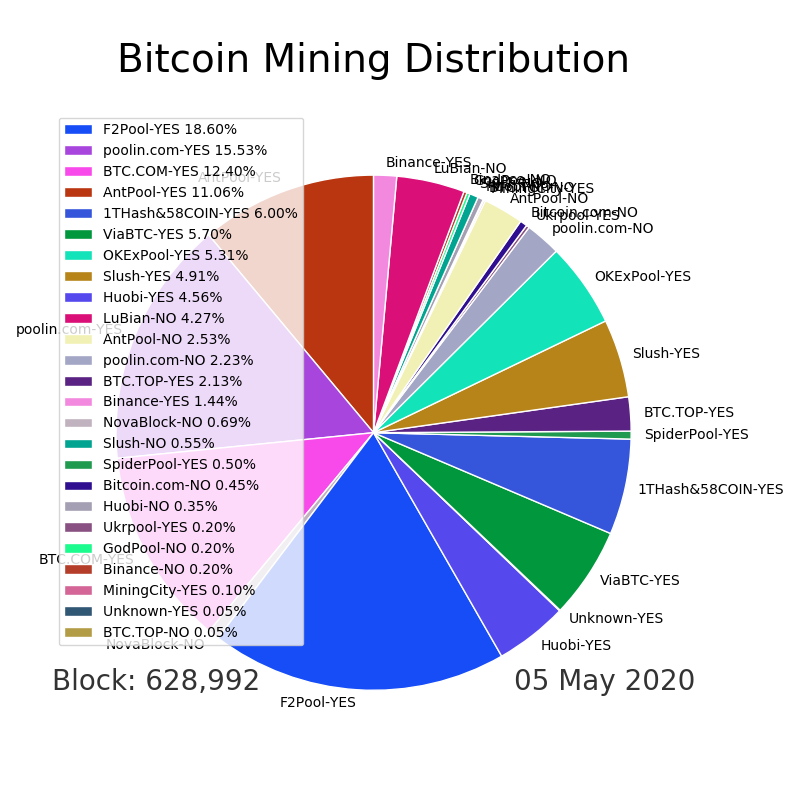 Bitcoin Mining Distribution
F2Pool-YES 18.60%
poolin.com-YES 15.53%
BTC.COM-YES 12.40%
AntPool-YES 11.06%
1THash&58COIN-YES 6.00%
ViaBTC-YES 5.70%
OKExPool-YES 5.31%
Slush-YES 4.91%
Huobi-YES 4.56%
LuBian-NO 4.27%
AntPool-NO 2.53%
poolin.com-NO 2.23%
BTC.TOP-YES 2.13%
Binance-YES 1.44%
NovaBlock-NO 0.69%
Slush-NO 0.55%
SpiderPool-YES 0.50%
Bitcoin.com-NO 0.45%
Huobi-NO 0.35%
Ukrpool-YES 0.20%
GodPool-NO 0.20%
Binance-NO 0.20%
MiningCity-YES 0.10%
Unknown-YES 0.05%
BTC.TOP-NO 0.05%
AntPool-YES
poolin.com-YES
BTC.COM-YES
NovaBlock-NO
F2Pool-YES
Binance-YES
LuBian-NO
Binance-NO
AntPool-NO
Bitcoin.com-NO
Ukrpool-YES
poolin.com-NO
OKExPool-YES
Slush-YES
BTC.TOP-YES
SpiderPool-YES
1THash&58COIN-YES
ViaBTC-YES
Unknown-YES
Huobi-YES
Block: 628,992
05 May 2020